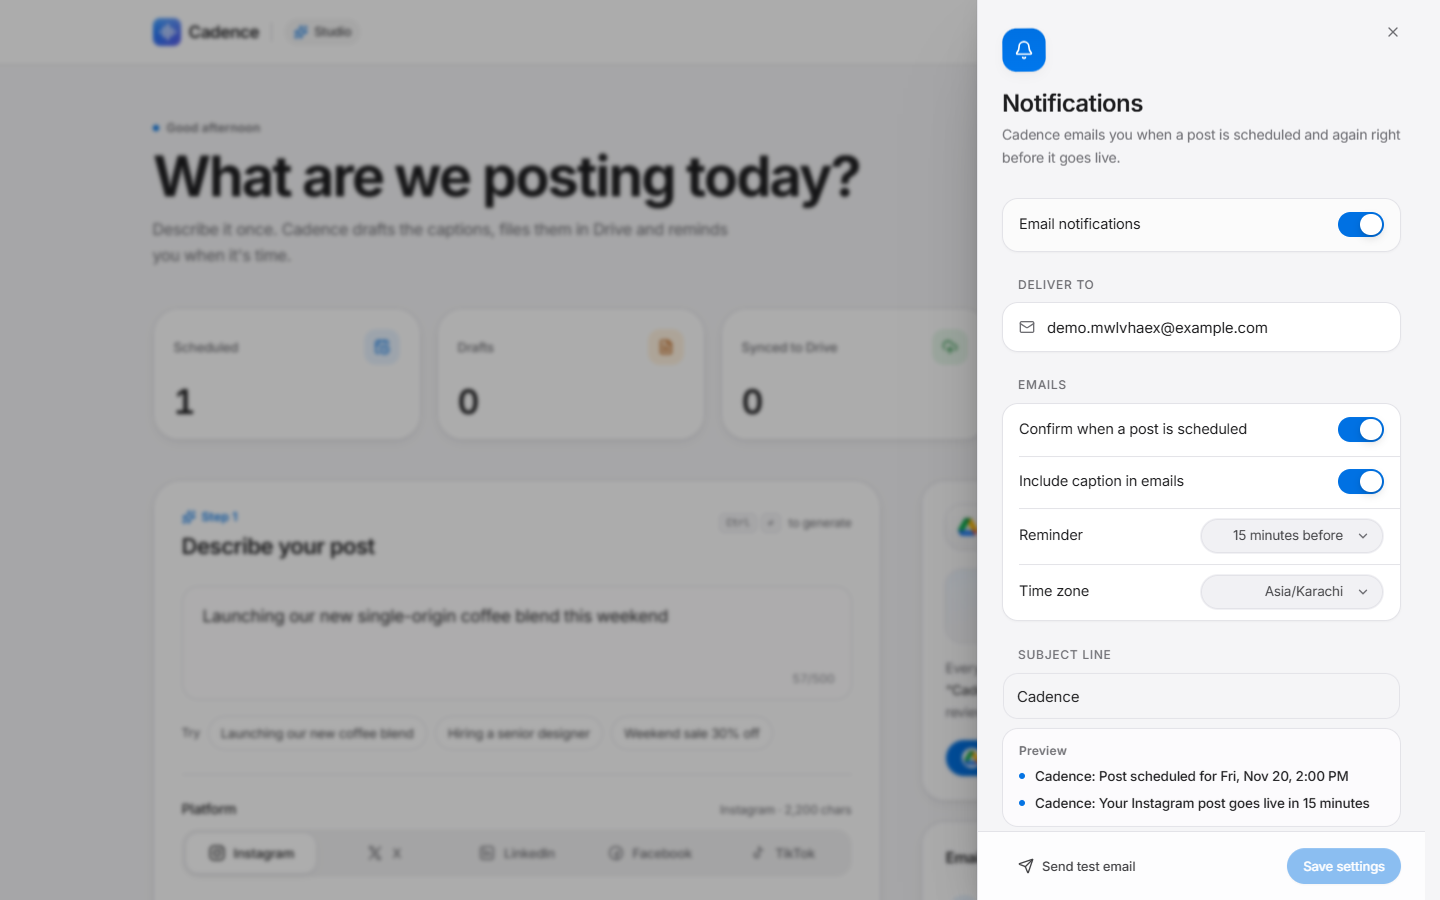 Cadence
Studio
Good afternoon
What are we posting today?
Describe it once. Cadence drafts the captions, files them in Drive and reminds
you when it's time.
Scheduled
1
Drafts
0
Synced to Drive
0
Step 1
Describe your post
Ctrl
to generate
Launching our new single-origin coffee blend this weekend
57/500
Try
Launching our new coffee blend
Hiring a senior designer
Weekend sale 30% off
Platform
Instagram · 2,200 chars
Instagram
X
LinkedIn
Facebook
TikTok
Notifications
Cadence emails you when a post is scheduled and again right
before it goes live.
Email notifications
DELIVER TO
demo.mwlvhaex@example.com
EMAILS
Confirm when a post is scheduled
Include caption in emails
Reminder
15 minutes before
Time zone
Asia/Karachi
SUBJECT LINE
Cadence
Preview
Cadence: Post scheduled for Fri, Nov 20, 2:00 PM
Cadence: Your Instagram post goes live in 15 minutes
Send test email
Save settings